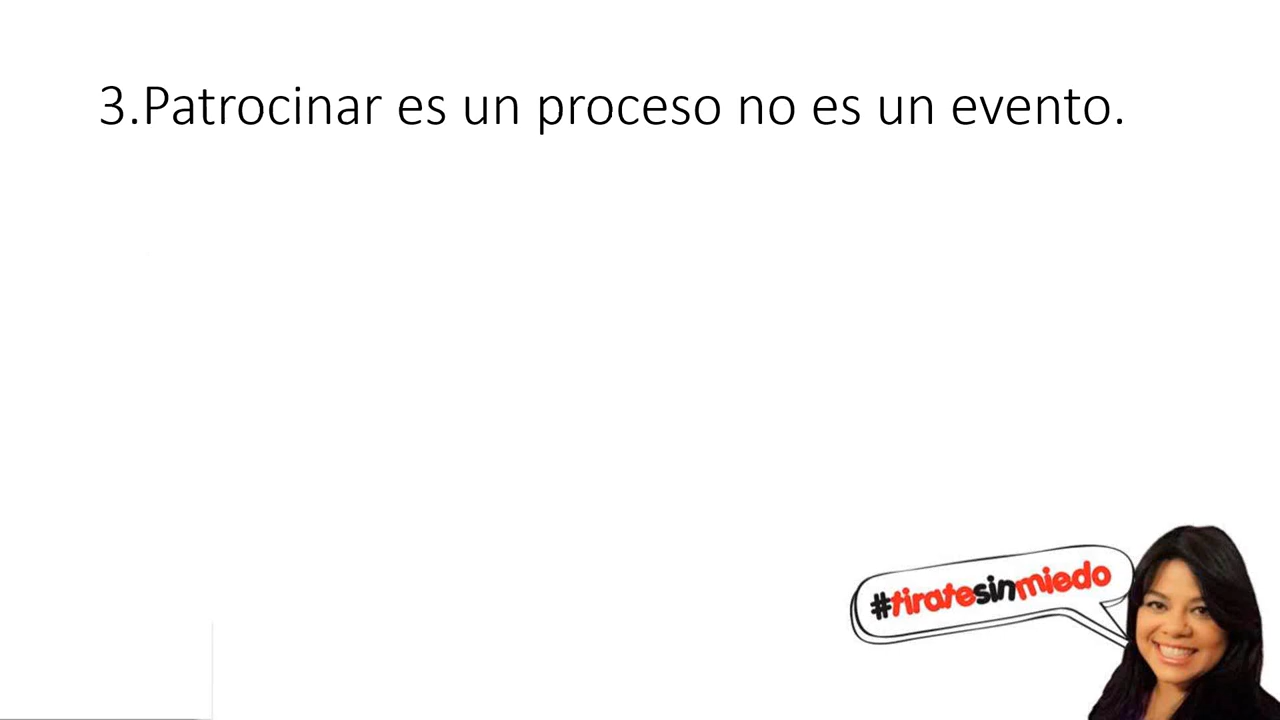 3.Patrocinar es un proceso no es un evento.
#tiratesinmiedo